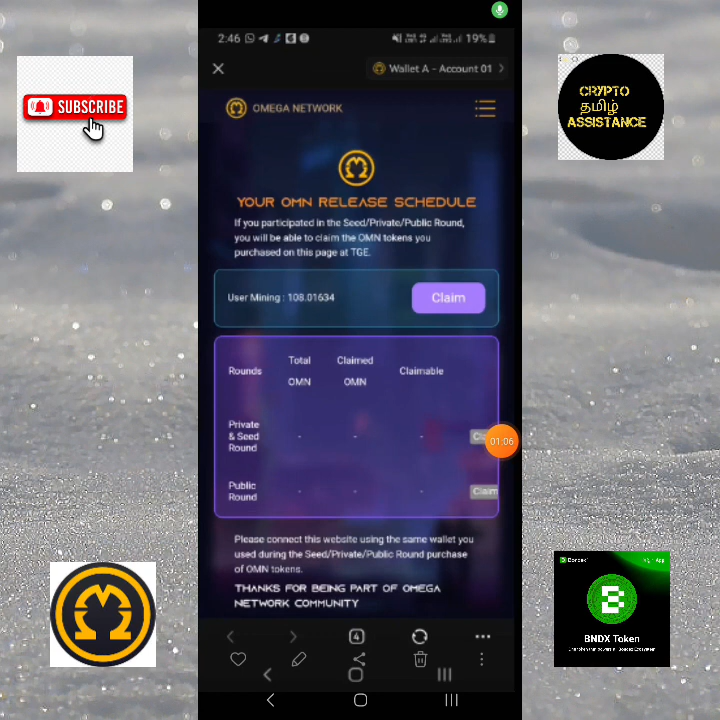 2:46
19%
Wallet A - Account 01
OMEGA NETWORK
YOUR OMN RELEASE SCHEDULE
If you participated in the Seed/Private/Public Round,
you will be able to claim the OMN tokens you
purchased on this page at TGE.
User Mining : 108.01634
Claim
Rounds
Total
OMN
Claimed
OMN
Claimable
Private
& Seed
Round
-
-
-
01:06
Public
Round
-
-
-
Claim
Please connect this website using the same wallet you
used during the Seed/Private/Public Round purchase
of OMN tokens.
THANKS FOR BEING PART OF OMEGA
NETWORK COMMUNITY
4
SUBSCRIBE
CRYPTO
தமிழ்
ASSISTANCE
BNDX Token